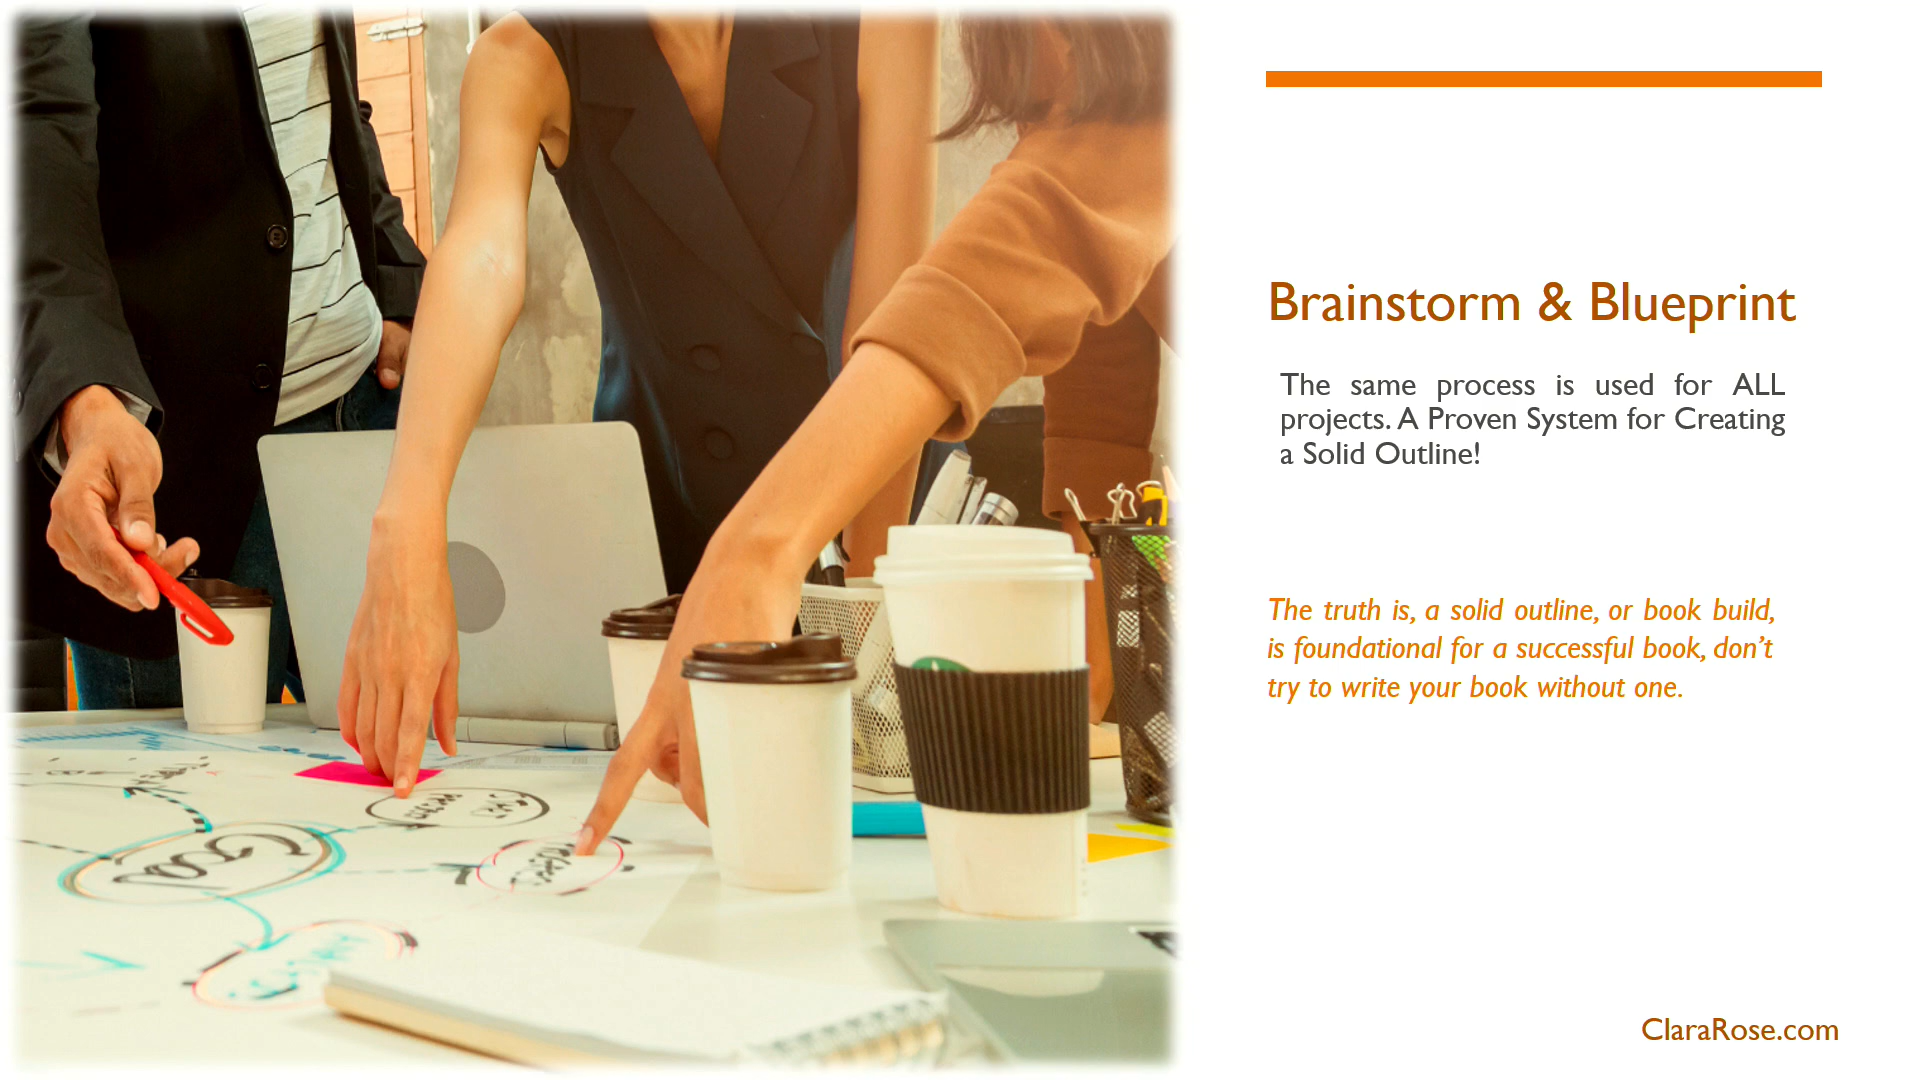 Brainstorm & Blueprint
The same process is used for ALL
projects. A Proven System for Creating
a Solid Outline!
The truth is, a solid outline, or book build,
is foundational for a successful book, don’t
try to write your book without one.
ClaraRose.com